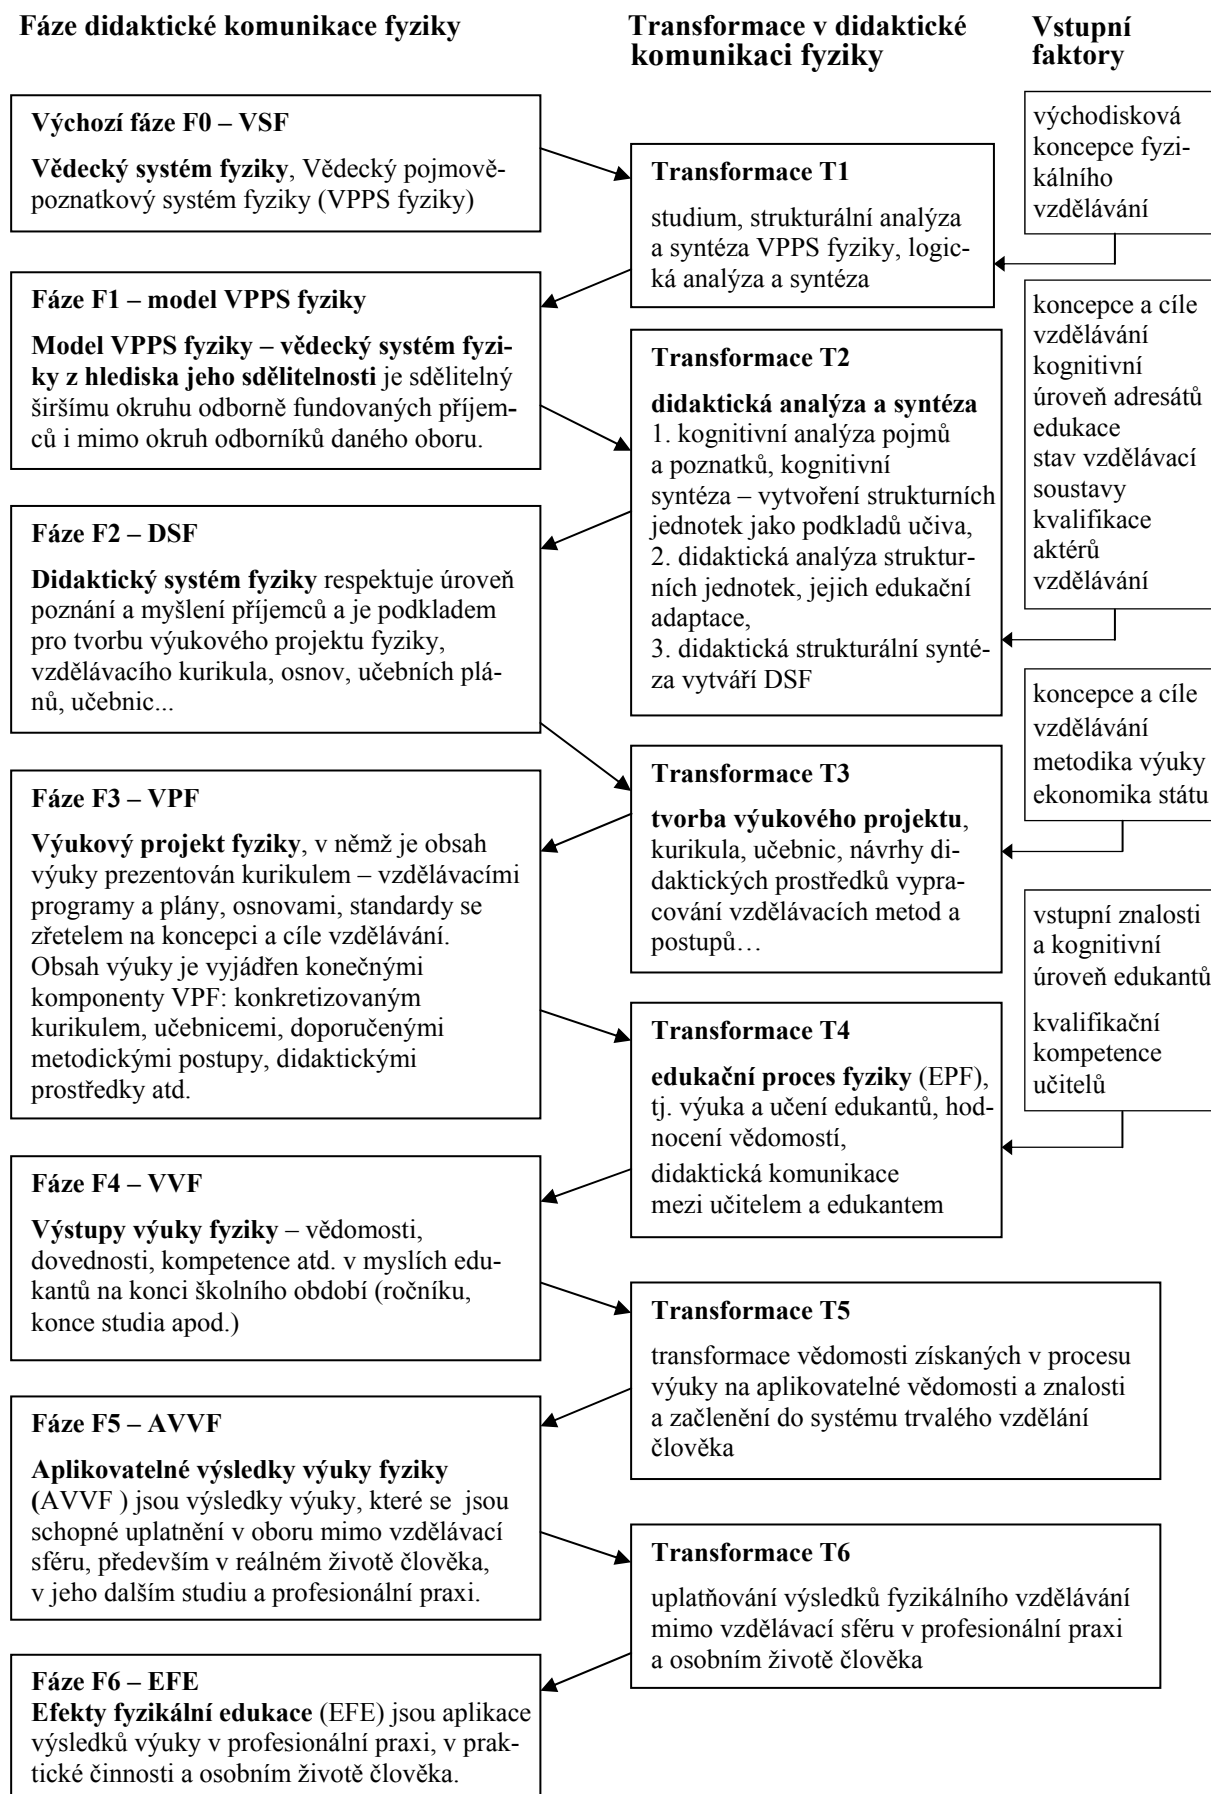 Fáze didaktické komunikace fyziky
Transformace v didaktické
komunikaci fyziky
Vstupní
faktory
Výchozí fáze F0 – VSF
Vědecký systém fyziky, Vědecký pojmově-
poznatkový systém fyziky (VPPS fyziky)
Transformace T1
studium, strukturální analýza
a syntéza VPPS fyziky, logic-
ká analýza a syntéza
východisková
koncepce fyzi-
kálního
vzdělávání
Fáze F1 – model VPPS fyziky
Model VPPS fyziky – vědecký systém fyzi-
ky z hlediska jeho sdělitelnosti je sdělitelný
širšímu okruhu odborně fundovaných příjem-
ců i mimo okruh odborníků daného oboru.
Transformace T2
didaktická analýza a syntéza
1. kognitivní analýza pojmů
a poznatků, kognitivní
syntéza – vytvoření strukturních
jednotek jako podkladů učiva,
2. didaktická analýza struktur-
ních jednotek, jejich edukační
adaptace,
3. didaktická strukturální synté-
za vytváří DSF
koncepce a cíle
vzdělávání
kognitivní
úroveň adresátů
edukace
stav vzdělávací
soustavy
kvalifikace
aktérů
vzdělávání
Fáze F2 – DSF
Didaktický systém fyziky respektuje úroveň
poznání a myšlení příjemců a je podkladem
pro tvorbu výukového projektu fyziky,
vzdělávacího kurikula, osnov, učebních plá-
nů, učebnic...
Transformace T3
tvorba výukového projektu,
kurikula, učebnic, návrhy di-
daktických prostředků vypra-
cování vzdělávacích metod a
postupů…
koncepce a cíle
vzdělávání
metodika výuky
ekonomika státu
Fáze F3 – VPF
Výukový projekt fyziky, v němž je obsah
výuky prezentován kurikulem – vzdělávacími
programy a plány, osnovami, standardy se
zřetelem na koncepci a cíle vzdělávání.
Obsah výuky je vyjádřen konečnými
komponenty VPF: konkretizovaným
kurikulem, učebnicemi, doporučenými
metodickými postupy, didaktickými
prostředky atd.
Transformace T4
edukační proces fyziky (EPF),
tj. výuka a učení edukantů, hod-
nocení vědomostí,
didaktická komunikace
mezi učitelem a edukantem
vstupní znalosti
a kognitivní
úroveň edukantů
kvalifikační
kompetence
učitelů
Fáze F4 – VVF
Výstupy výuky fyziky – vědomosti,
dovednosti, kompetence atd. v myslích edu-
kantů na konci školního období (ročníku,
konce studia apod.)
Transformace T5
transformace vědomosti získaných v procesu
výuky na aplikovatelné vědomosti a znalosti
a začlenění do systému trvalého vzdělání
člověka
Fáze F5 – AVVF
Aplikovatelné výsledky výuky fyziky
(AVVF ) jsou výsledky výuky, které se jsou
schopné uplatnění v oboru mimo vzdělávací
sféru, především v reálném životě člověka,
v jeho dalším studiu a profesionální praxi.
Transformace T6
uplatňování výsledků fyzikálního vzdělávání
mimo vzdělávací sféru v profesionální praxi
a osobním životě člověka
Fáze F6 – EFE
Efekty fyzikální edukace (EFE) jsou aplikace
výsledků výuky v profesionální praxi, v prak-
tické činnosti a osobním životě člověka.